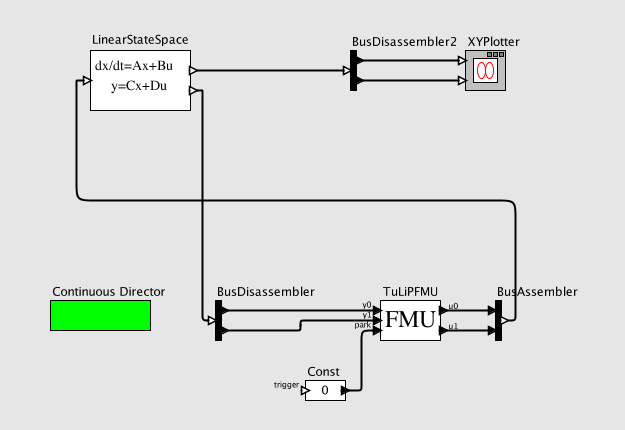 LinearStateSpace
dx/dt=Ax+Bu
y=Cx+Du
BusDisassembler2
XYPlotter
Continuous Director
BusDisassembler
TuLiPFMU
BusAssembler
y0
y1
park
FMU
u0
u1
Const
trigger
0